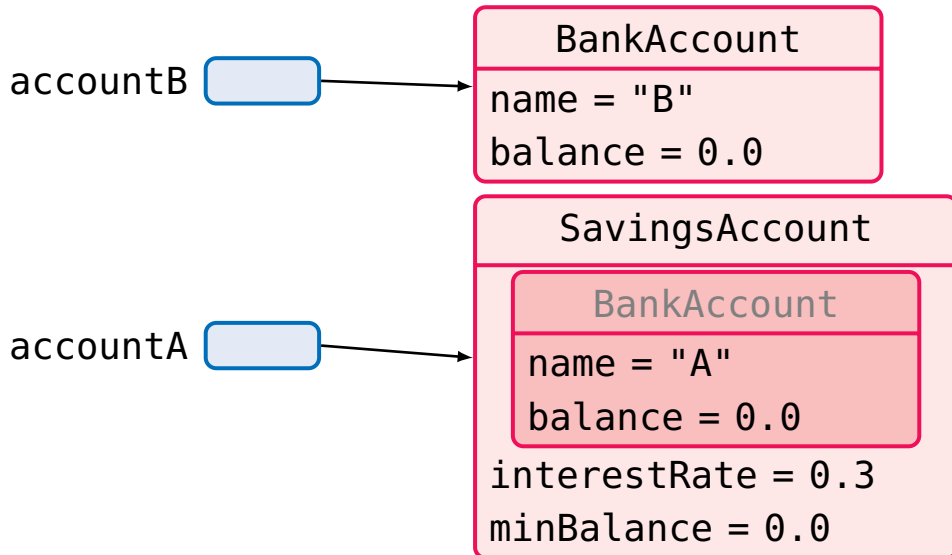 BankAccount
accountB
name = "B"
balance = 0.0
SavingsAccount
BankAccount
accountA
name = "A"
balance = 0.0
interestRate = 0.3
minBalance = 0.0